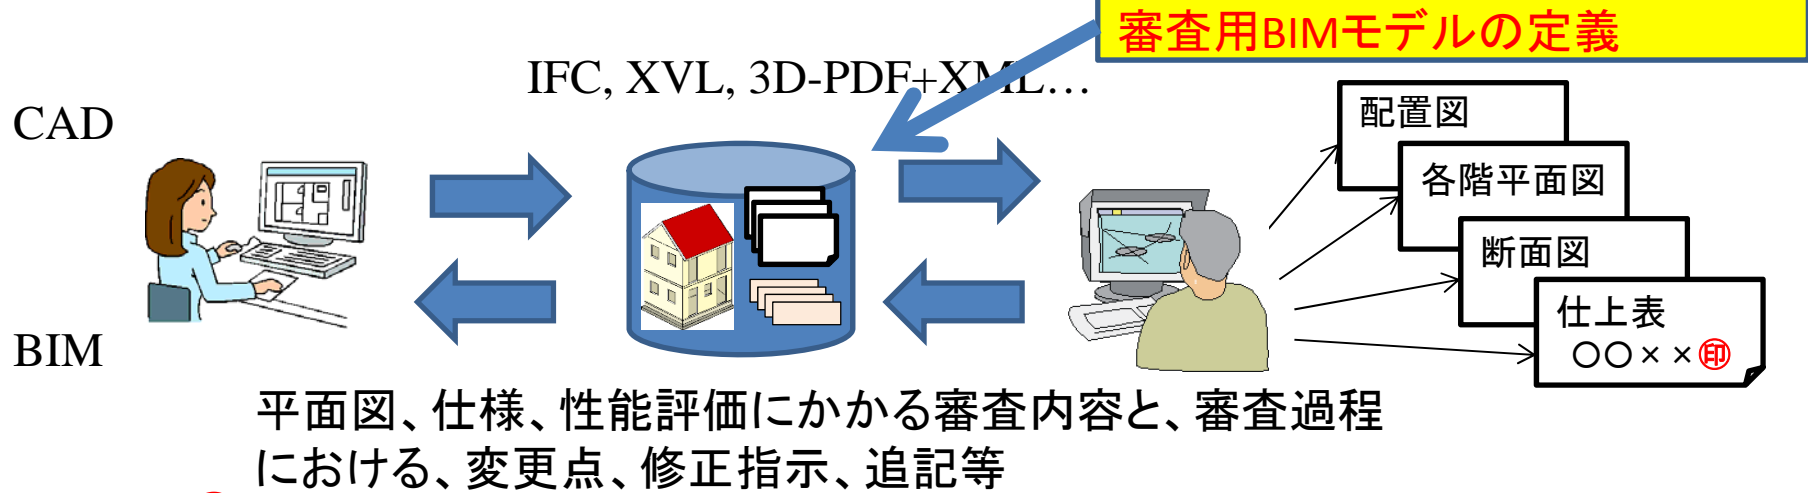 審査用BIMモデルの定義
IFC, XVL, 3D-PDF+XML…
CAD
配置図
各階平面図
断面図
仕上表
〇〇××㊞
BIM
平面図、仕様、性能評価にかかる審査内容と、審査過程
における、変更点、修正指示、追記等